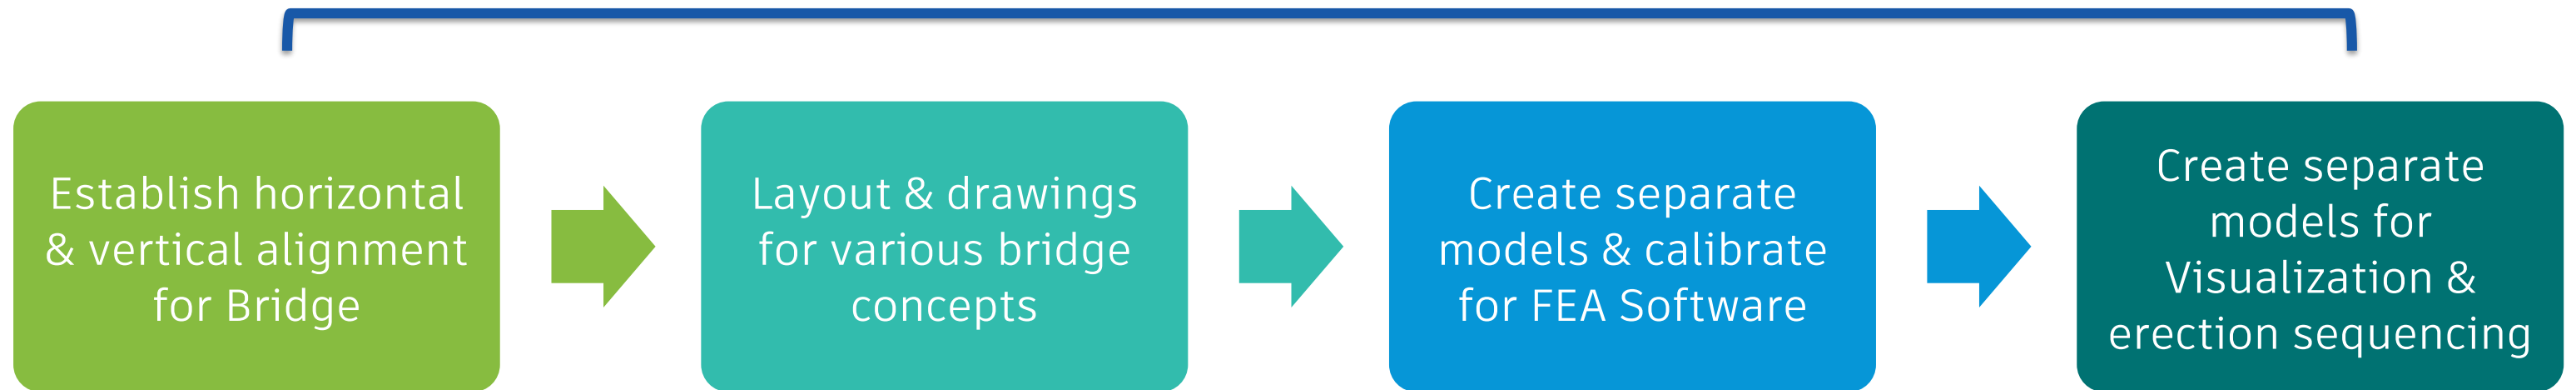 Establish horizontal
& vertical alignment
for Bridge
Layout & drawings
for various bridge
concepts
Create separate
models & calibrate
for FEA Software
Create separate
models for
Visualization &
erection sequencing